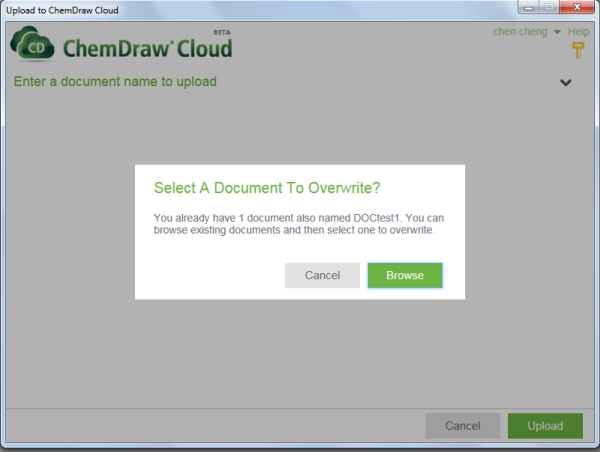 Upload to ChemDraw Cloud
BETA
chen cheng Help
CD ChemDraw™ Cloud
Enter a document name to upload
Select A Document To Overwrite?
You already have 1 document also named DOCtest1. You can
browse existing documents and then select one to overwrite.
Cancel Browse
Cancel Upload